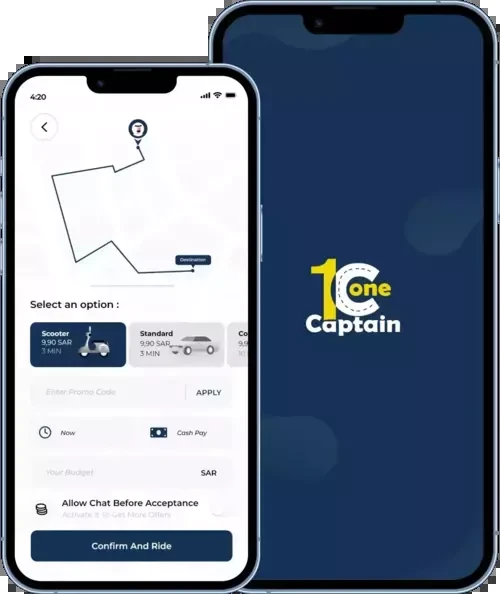 4:20
Destination
Select an option :
Scooter
9,90 SAR
3 MIN
Standard
9,90 SAR
3 MIN
Co
9,9
10
Enter Promo Code
APPLY
Now
Cash Pay
Your Budget
SAR
Allow Chat Before Acceptance
Activate It To Get More Offers
Confirm And Ride
1C one
Captain